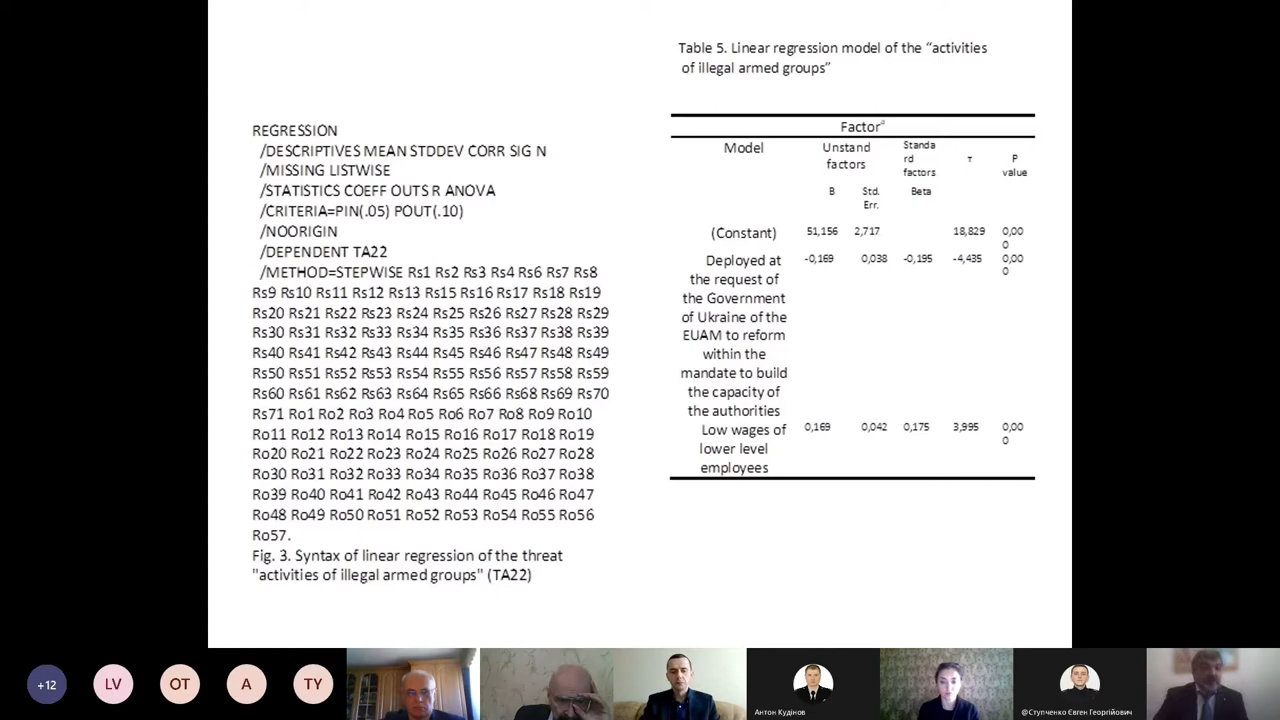 REGRESSION
/DESCRIPTIVES MEAN STDDEV CORR SIG N
/MISSING LISTWISE
/STATISTICS COEFF OUTS R ANOVA
/CRITERIA=PIN(.05) POUT(.10)
/NOORIGIN
/DEPENDENT TA22
/METHOD=STEPWISE Rs1 Rs2 Rs3 Rs4 Rs6 Rs7 Rs8
Rs9 Rs10 Rs11 Rs12 Rs13 Rs15 Rs16 Rs17 Rs18 Rs19
Rs20 Rs21 Rs22 Rs23 Rs24 Rs25 Rs26 Rs27 Rs28 Rs29
Rs30 Rs31 Rs32 Rs33 Rs34 Rs35 Rs36 Rs37 Rs38 Rs39
Rs40 Rs41 Rs42 Rs43 Rs44 Rs45 Rs46 Rs47 Rs48 Rs49
Rs50 Rs51 Rs52 Rs53 Rs54 Rs55 Rs56 Rs57 Rs58 Rs59
Rs60 Rs61 Rs62 Rs63 Rs64 Rs65 Rs66 Rs68 Rs69 Rs70
Rs71 Ro1 Ro2 Ro3 Ro4 Ro5 Ro6 Ro7 Ro8 Ro9 Ro10
Ro11 Ro12 Ro13 Ro14 Ro15 Ro16 Ro17 Ro18 Ro19
Ro20 Ro21 Ro22 Ro23 Ro24 Ro25 Ro26 Ro27 Ro28
Ro30 Ro31 Ro32 Ro33 Ro34 Ro35 Ro36 Ro37 Ro38
Ro39 Ro40 Ro41 Ro42 Ro43 Ro44 Ro45 Ro46 Ro47
Ro48 Ro49 Ro50 Ro51 Ro52 Ro53 Ro54 Ro55 Ro56
Ro57.
Fig. 3. Syntax of linear regression of the threat
"activities of illegal armed groups" (TA22)
Table 5. Linear regression model of the “activities
of illegal armed groups”
Factorª
Model Unstand factors Standa rd factors т P value
B Std. Err. Beta
(Constant) 51,156 2,717 18,829 0,00 0
Deployed at -0,169 0,038 -0,195 -4,435 0,00 0
the request of
the Government
of Ukraine of the
EUAM to reform
within the
mandate to build
the capacity of
the authorities
Low wages of 0,169 0,042 0,175 3,995 0,00 0
lower level
employees
+12 LV OT A TY
Антон Кудінов
@Ступченко Євген Георгійович